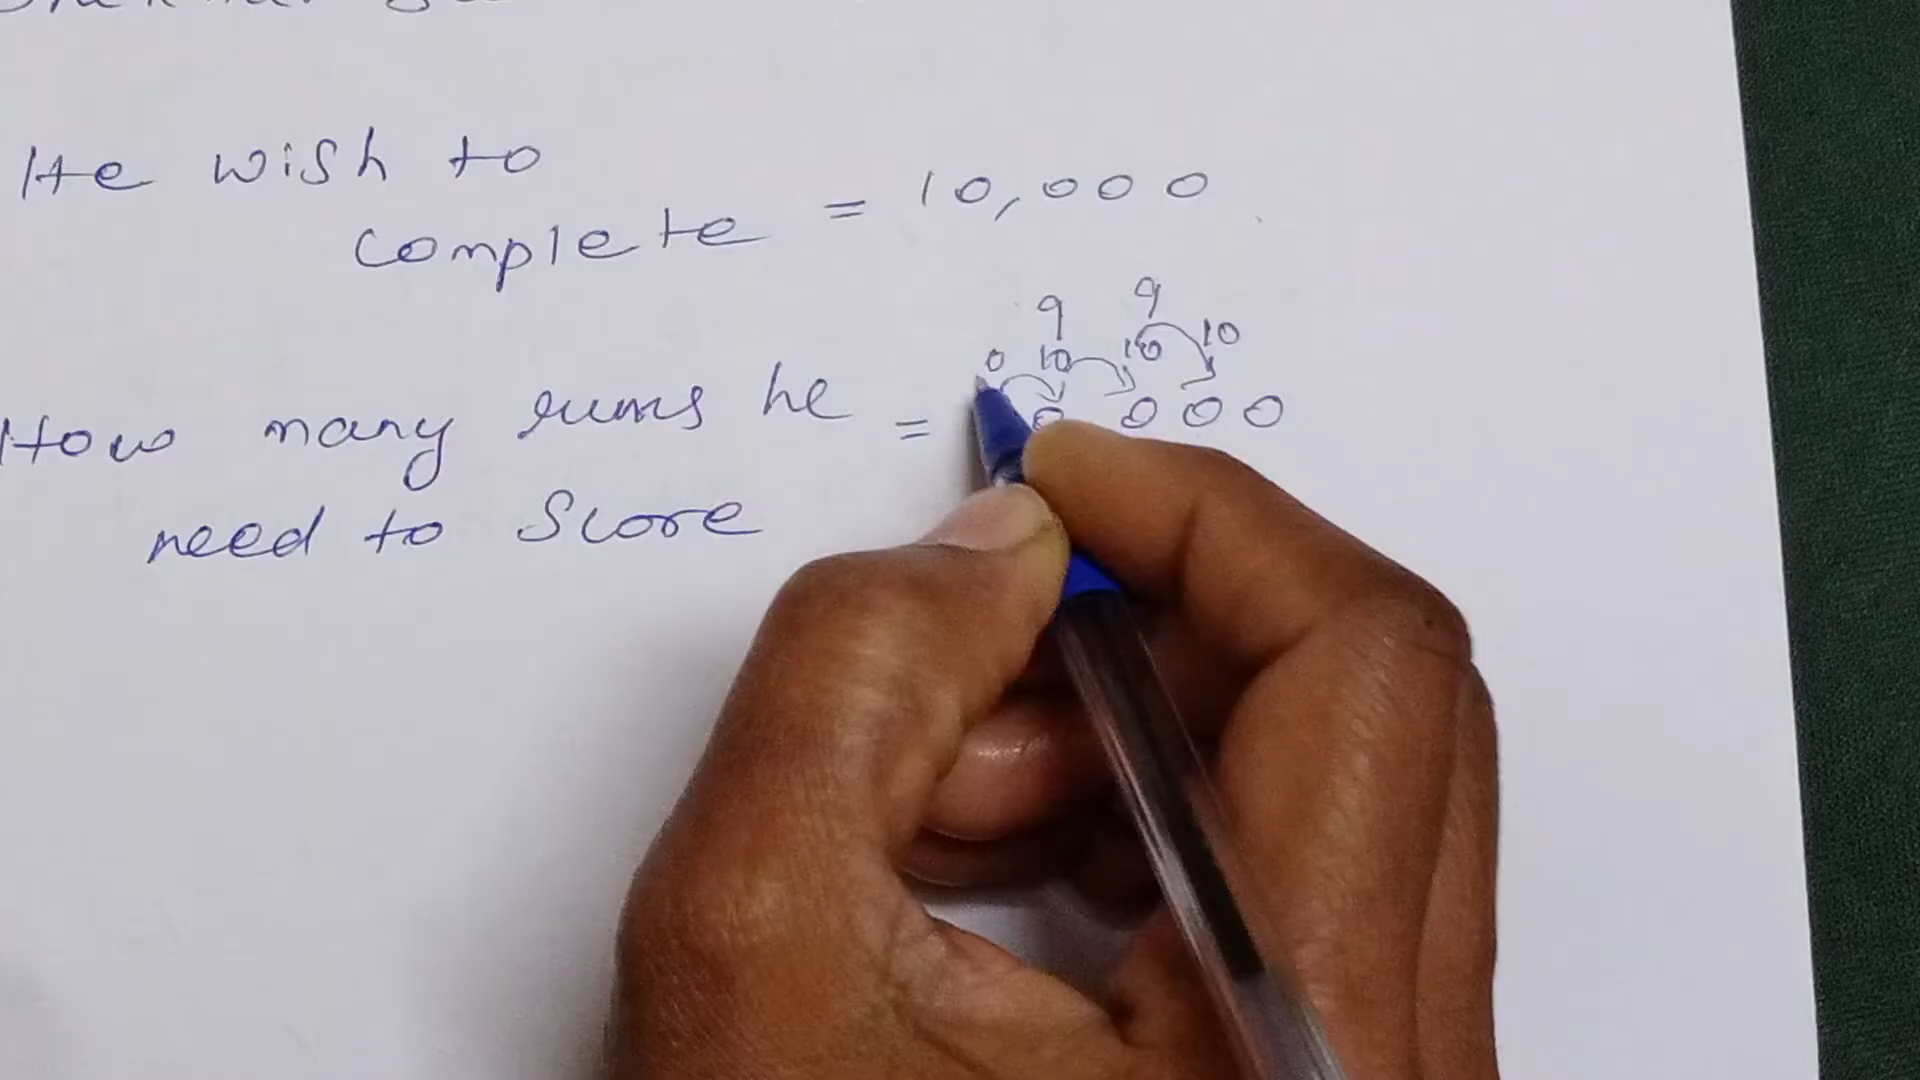 He wish to
complete = 10,000
9 9
0 10 10 10
How many runs he = 0 0 0 0
need to Score